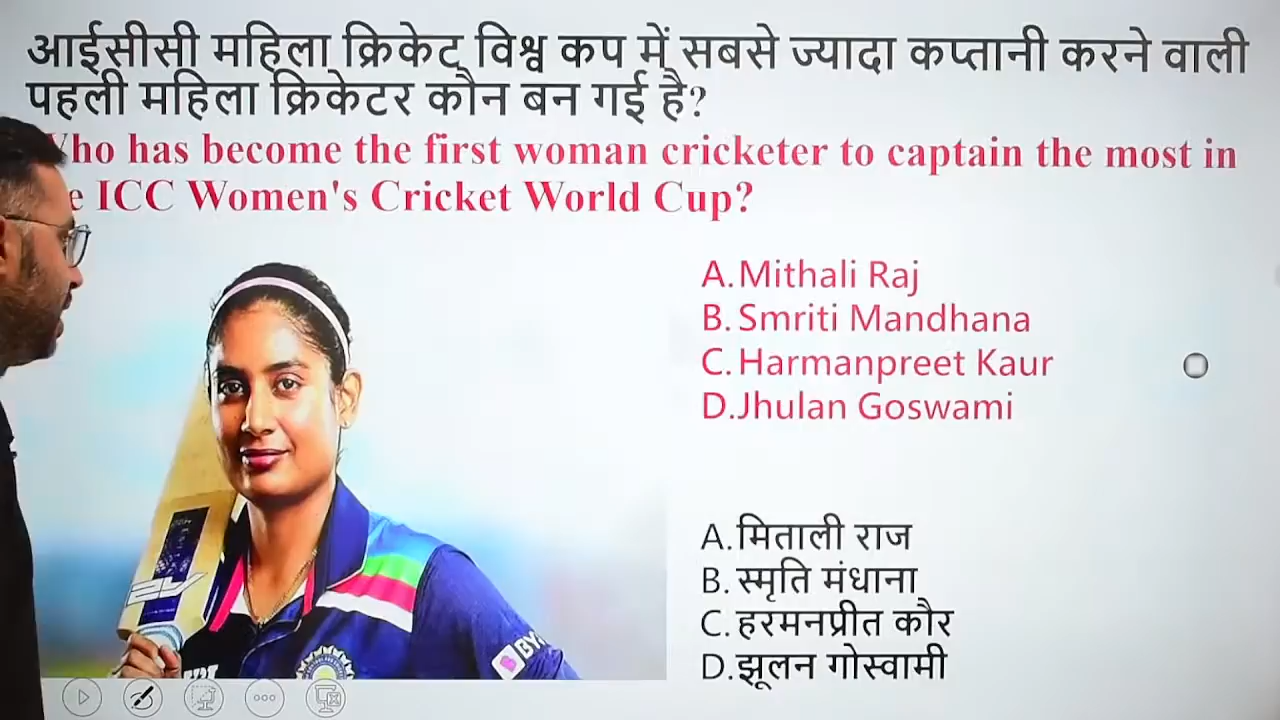 आईसीसी महिला क्रिकेट विश्व कप में सबसे ज्यादा कप्तानी करने वाली
पहली महिला क्रिकेटर कौन बन गई है?
Who has become the first woman cricketer to captain the most in
ICC Women's Cricket World Cup?
A.Mithali Raj
B.Smriti Mandhana
C.Harmanpreet Kaur
D.Jhulan Goswami
A.मिताली राज
B.स्मृति मंधाना
C.हरमनप्रीत कौर
D.झूलन गोस्वामी